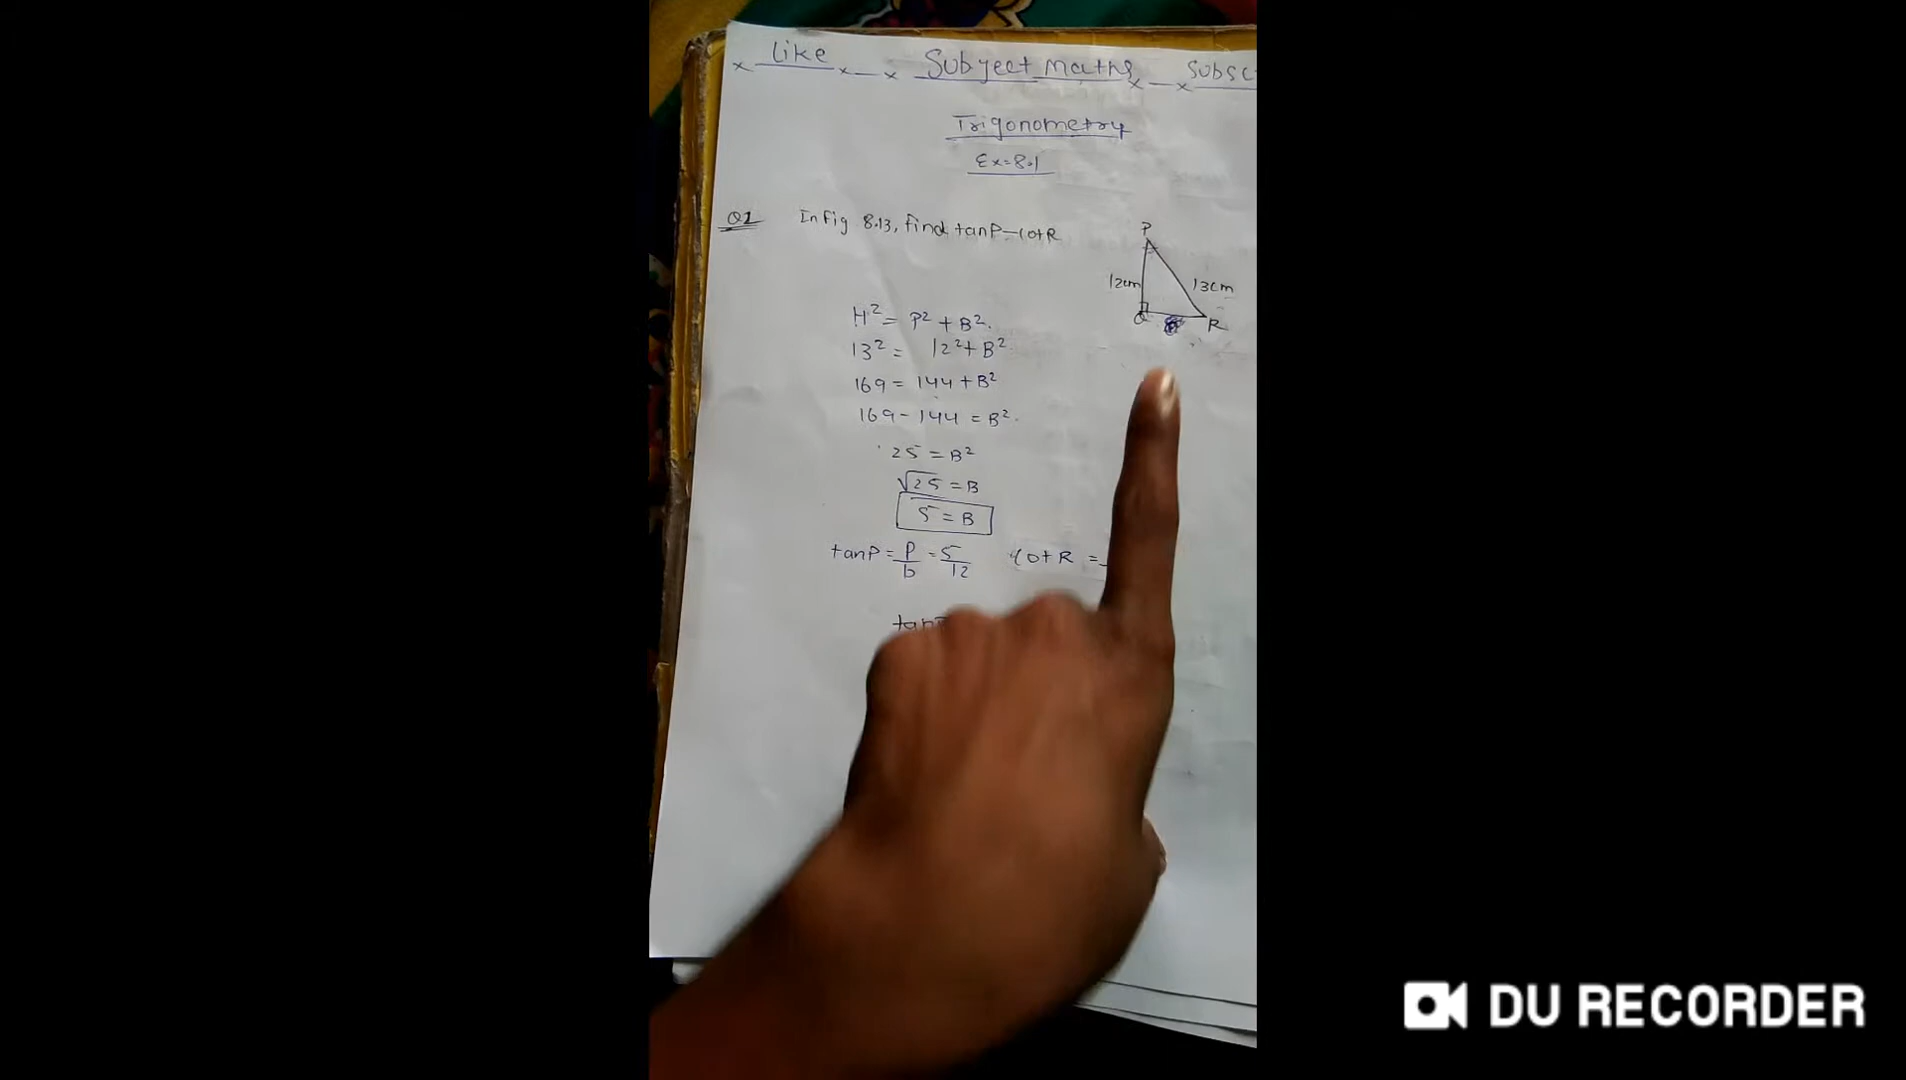 Like Subject maths Subsc
Trigonometry
Ex=8.1
Q1 In Fig 8.13, Find tanP-cotR
P
12cm 13cm
Q R
H² = P² + B².
13² = 12² + B²
169 = 144 + B²
169 - 144 = B².
25 = B²
√25 = B
5 = B
tanP = P/b = 5/12 cot R =
tan
DU RECORDER